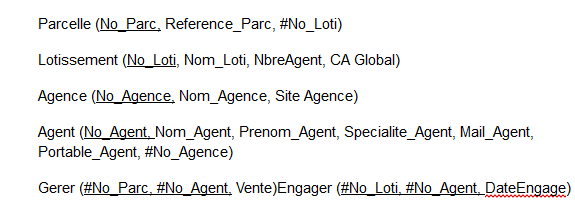 Parcelle (No_Parc, Reference_Parc, #No_Loti)
Lotissement (No_Loti, Nom_Loti, NbreAgent, CA Global)
Agence (No_Agence, Nom_Agence, Site Agence)
Agent (No_Agent, Nom_Agent, Prenom_Agent, Specialite_Agent, Mail_Agent,
Portable_Agent, #No_Agence)
Gerer (#No_Parc, #No_Agent, Vente)Engager (#No_Loti, #No_Agent, DateEngage)